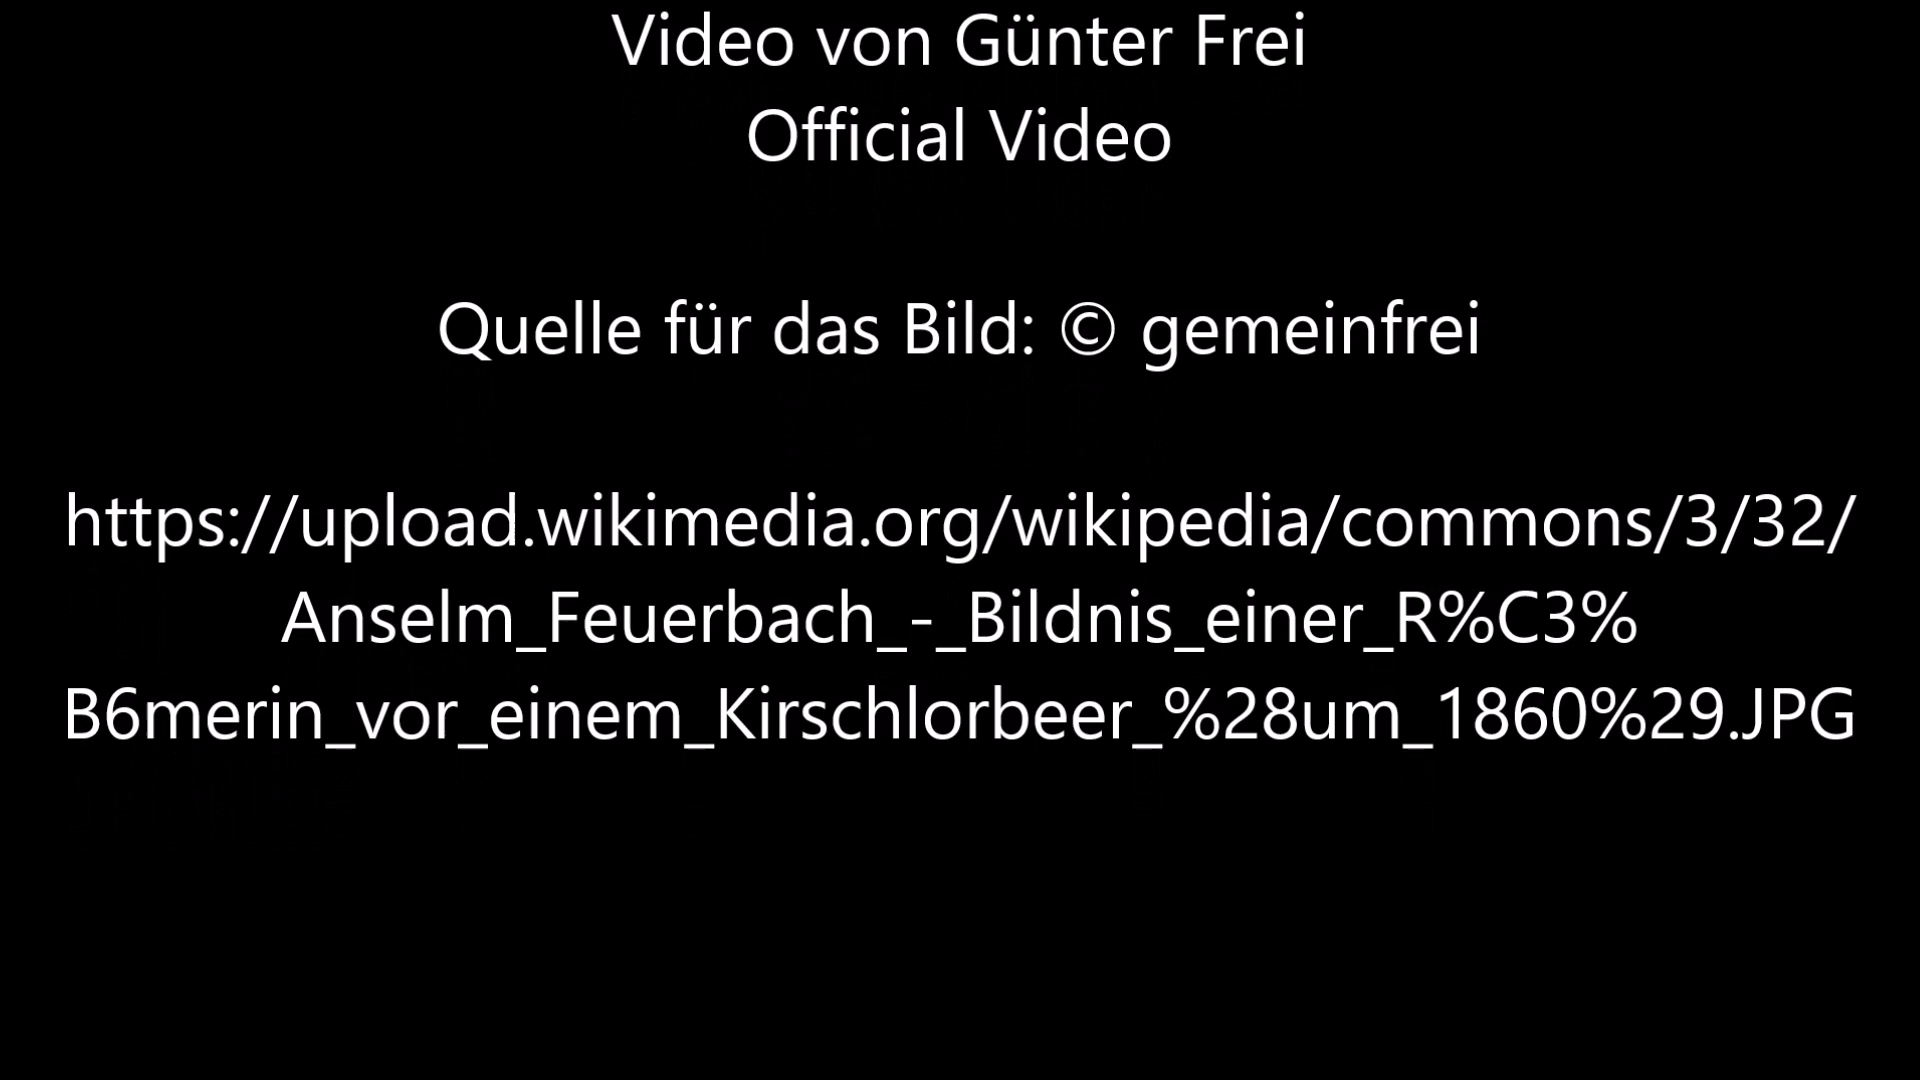 Video von Günter Frei
Official Video
Quelle für das Bild: © gemeinfrei
https://upload.wikimedia.org/wikipedia/commons/3/32/
Anselm_Feuerbach_-_Bildnis_einer_R%C3%
B6merin_vor_einem_Kirschlorbeer_%28um_1860%29.JPG